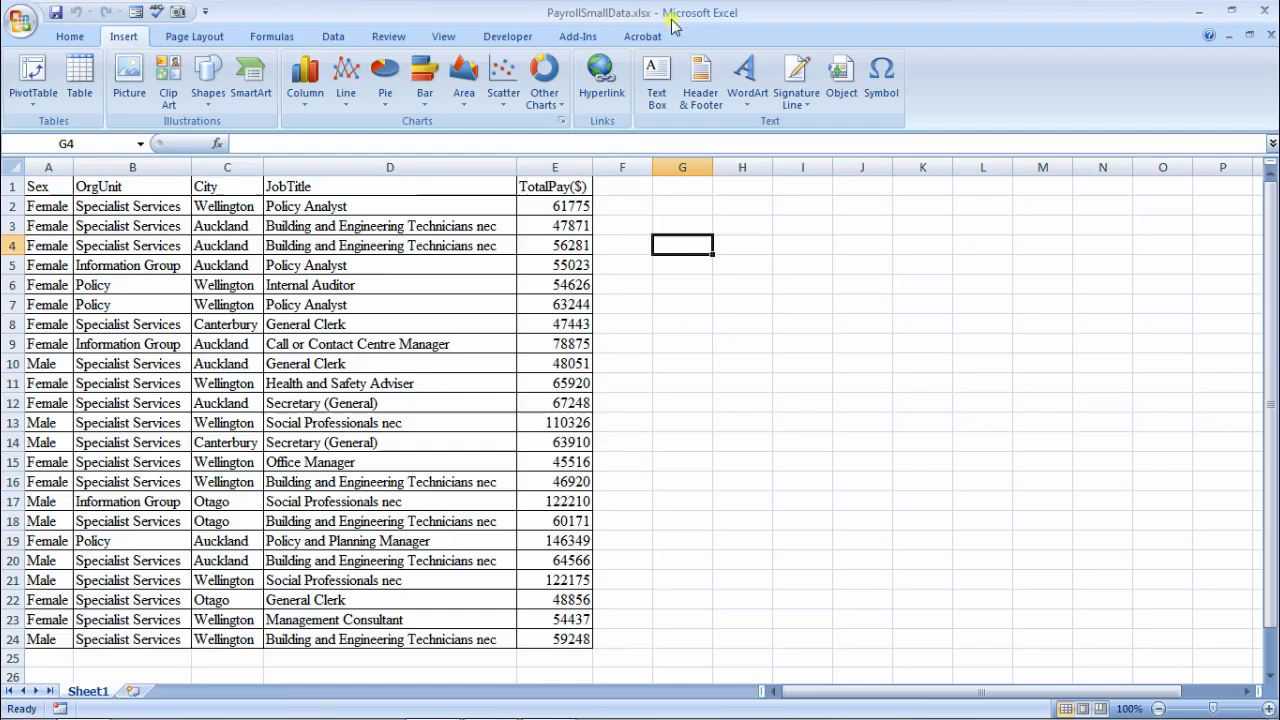 PayrollSmallData.xlsx - Microsoft Excel
Home Insert Page Layout Formulas Data Review View Developer Add-Ins Acrobat
PivotTable Table Picture Clip Art Shapes SmartArt Column Line Pie Bar Area Scatter Other Charts Hyperlink Text Box Header & Footer WordArt Signature Line Object Symbol
Tables Illustrations Charts Links Text
G4 fx
A B C D E F G H I J K L M N O P
1 Sex OrgUnit City JobTitle TotalPay($)
2 Female Specialist Services Wellington Policy Analyst 61775
3 Female Specialist Services Auckland Building and Engineering Technicians nec 47871
4 Female Specialist Services Auckland Building and Engineering Technicians nec 56281
5 Female Information Group Auckland Policy Analyst 55023
6 Female Policy Wellington Internal Auditor 54626
7 Female Policy Wellington Policy Analyst 63244
8 Female Specialist Services Canterbury General Clerk 47443
9 Female Information Group Auckland Call or Contact Centre Manager 78875
10 Male Specialist Services Auckland General Clerk 48051
11 Female Specialist Services Wellington Health and Safety Adviser 65920
12 Female Specialist Services Auckland Secretary (General) 67248
13 Male Specialist Services Wellington Social Professionals nec 110326
14 Male Specialist Services Canterbury Secretary (General) 63910
15 Female Specialist Services Wellington Office Manager 45516
16 Female Specialist Services Wellington Building and Engineering Technicians nec 46920
17 Male Information Group Otago Social Professionals nec 122210
18 Male Specialist Services Otago Building and Engineering Technicians nec 60171
19 Female Policy Auckland Policy and Planning Manager 146349
20 Male Specialist Services Auckland Building and Engineering Technicians nec 64566
21 Male Specialist Services Wellington Social Professionals nec 122175
22 Female Specialist Services Otago General Clerk 48856
23 Female Specialist Services Wellington Management Consultant 54437
24 Male Specialist Services Wellington Building and Engineering Technicians nec 59248
25
26
Sheet1
Ready 100%